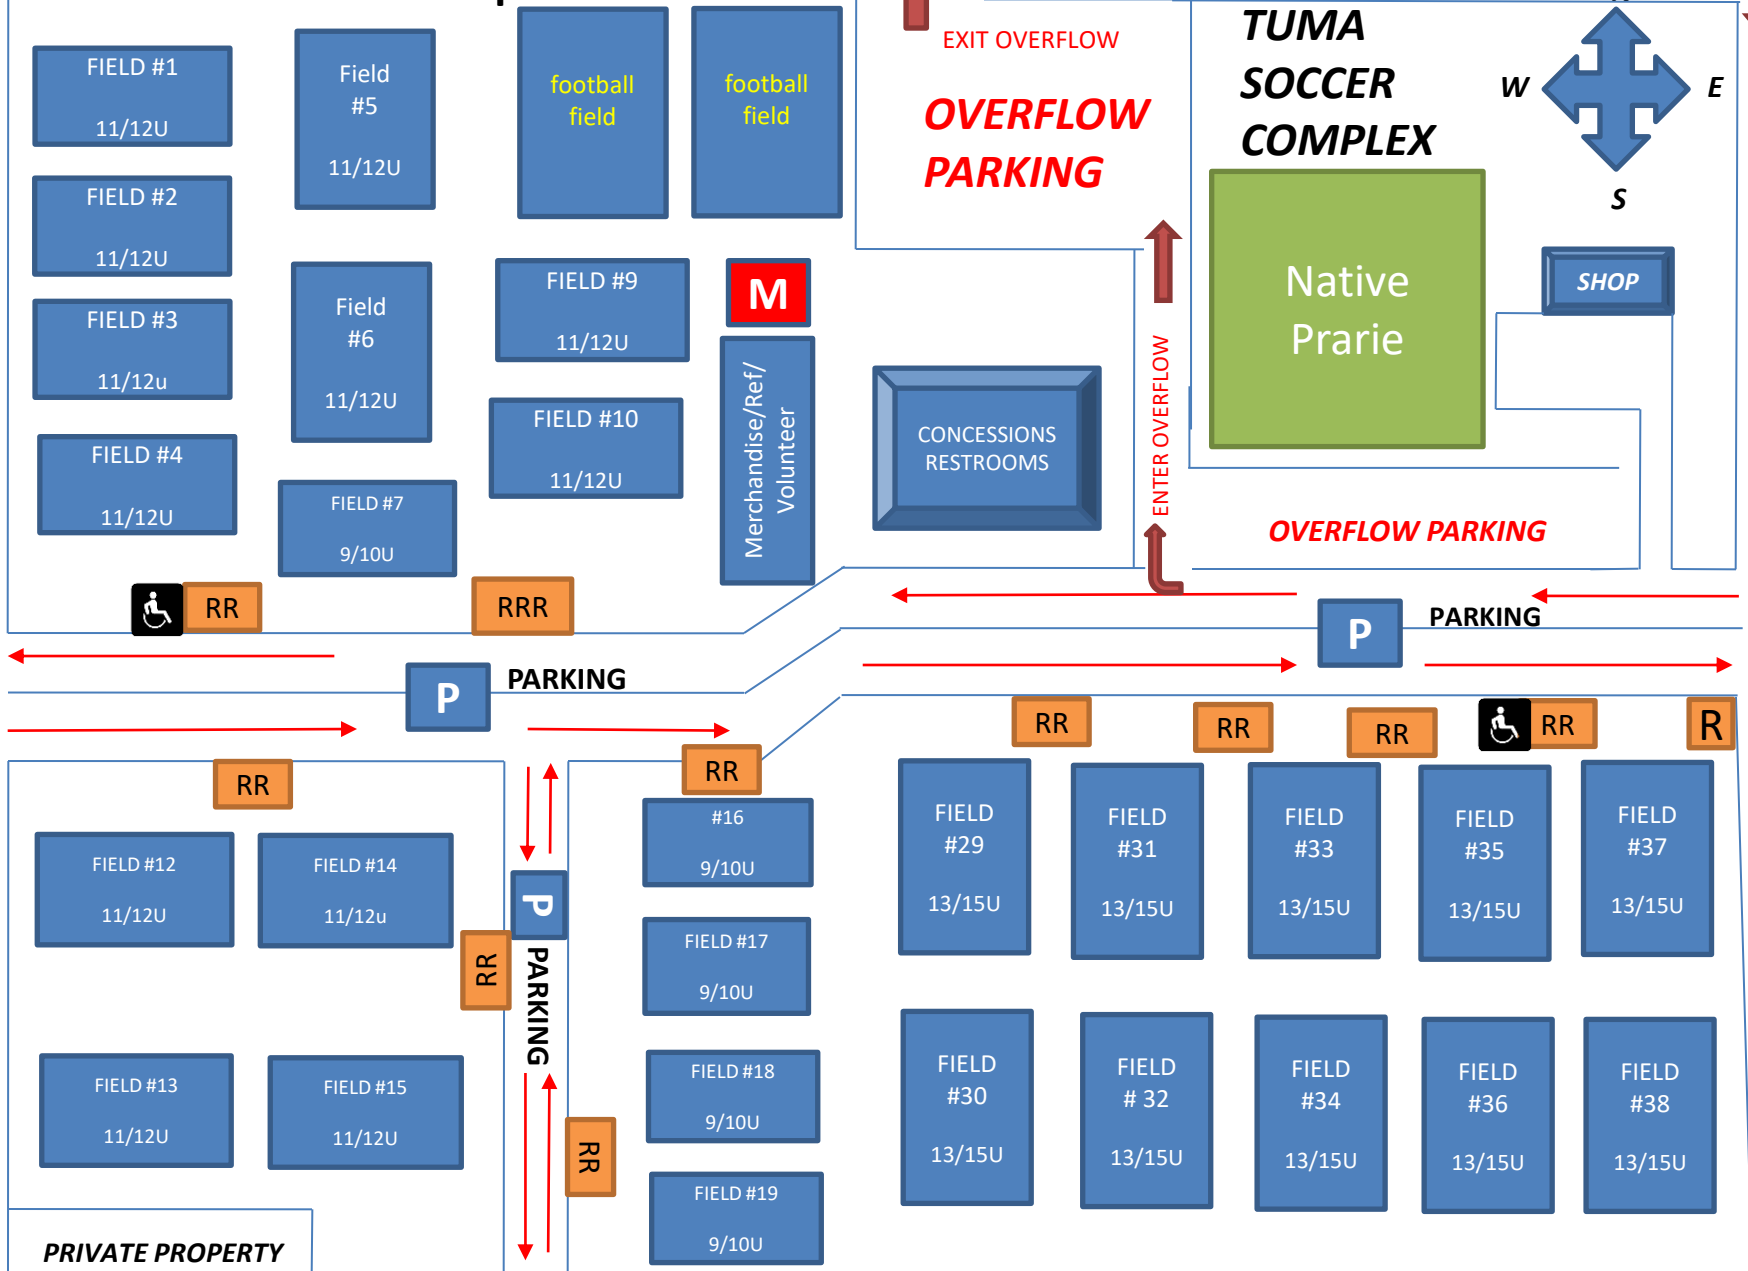 EXIT OVERFLOW
OVERFLOW
PARKING
TUMA
SOCCER
COMPLEX
W
E
S
FIELD #1
11/12U
Field
#5
11/12U
football
field
football
field
FIELD #2
11/12U
FIELD #3
11/12u
Field
#6
11/12U
FIELD #9
11/12U
M
Merchandise/Ref/
Volunteer
FIELD #4
11/12U
FIELD #7
9/10U
FIELD #10
11/12U
CONCESSIONS
RESTROOMS
ENTER OVERFLOW
Native
Prarie
SHOP
OVERFLOW PARKING
RR
RRR
P
PARKING
P
PARKING
RR
RR
RR
RR
RR
RR
R
FIELD #12
11/12U
FIELD #14
11/12u
RR
P
PARKING
RR
FIELD #13
11/12U
FIELD #15
11/12U
#16
9/10U
FIELD #17
9/10U
FIELD #18
9/10U
FIELD #19
9/10U
FIELD
#29
13/15U
FIELD
#31
13/15U
FIELD
#33
13/15U
FIELD
#35
13/15U
FIELD
#37
13/15U
FIELD
#30
13/15U
FIELD
# 32
13/15U
FIELD
#34
13/15U
FIELD
#36
13/15U
FIELD
#38
13/15U
PRIVATE PROPERTY